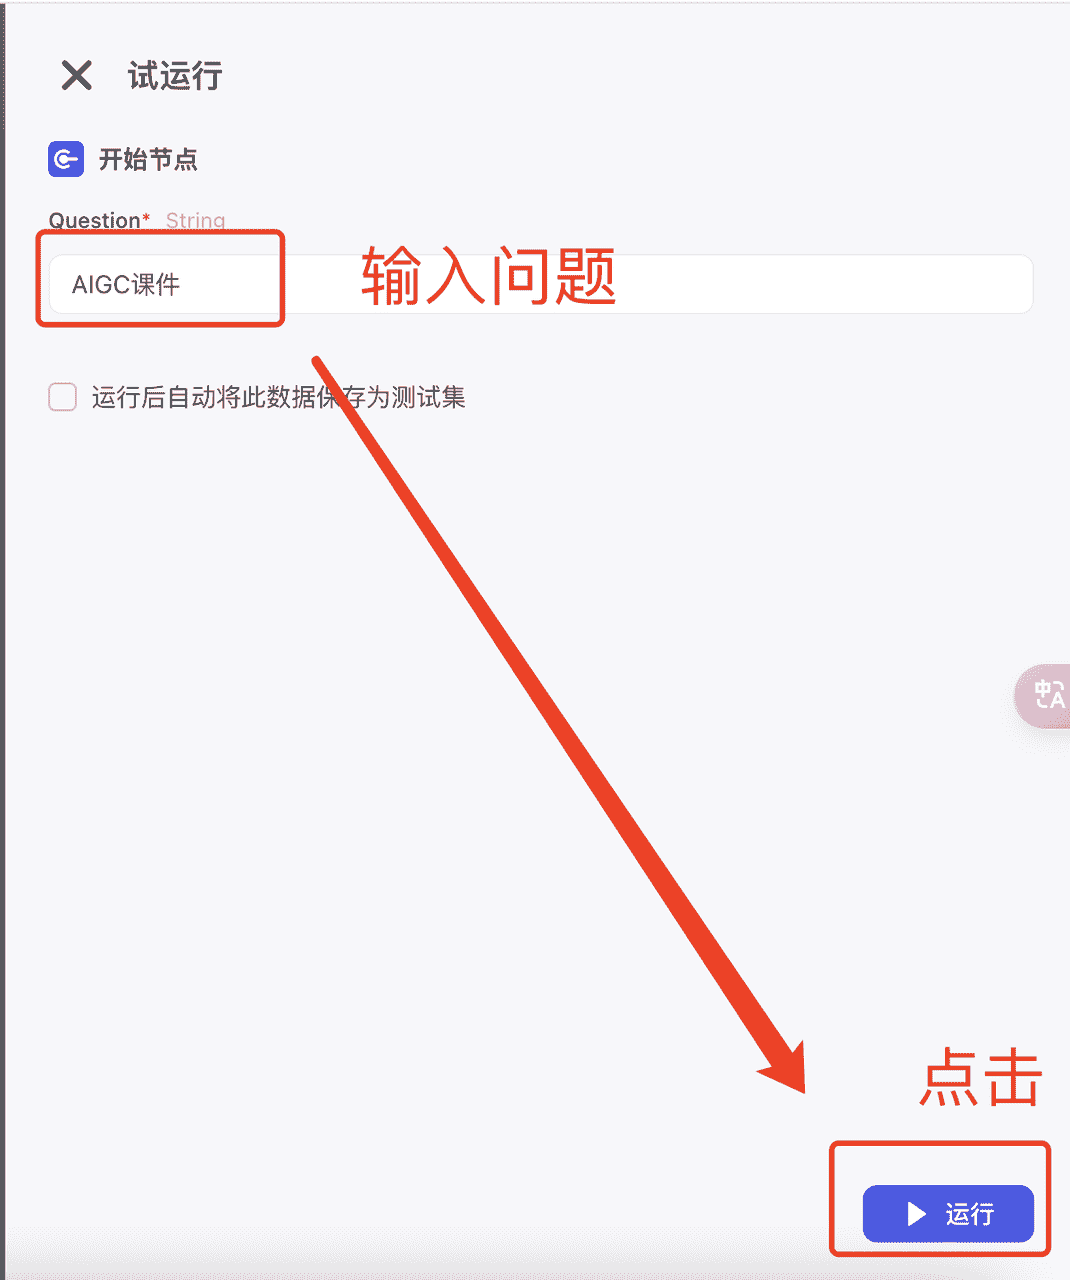 试运行
开始节点
Question* String
AIGC课件
输入问题
运行后自动将此数据保存为测试集
中A
点击
运行